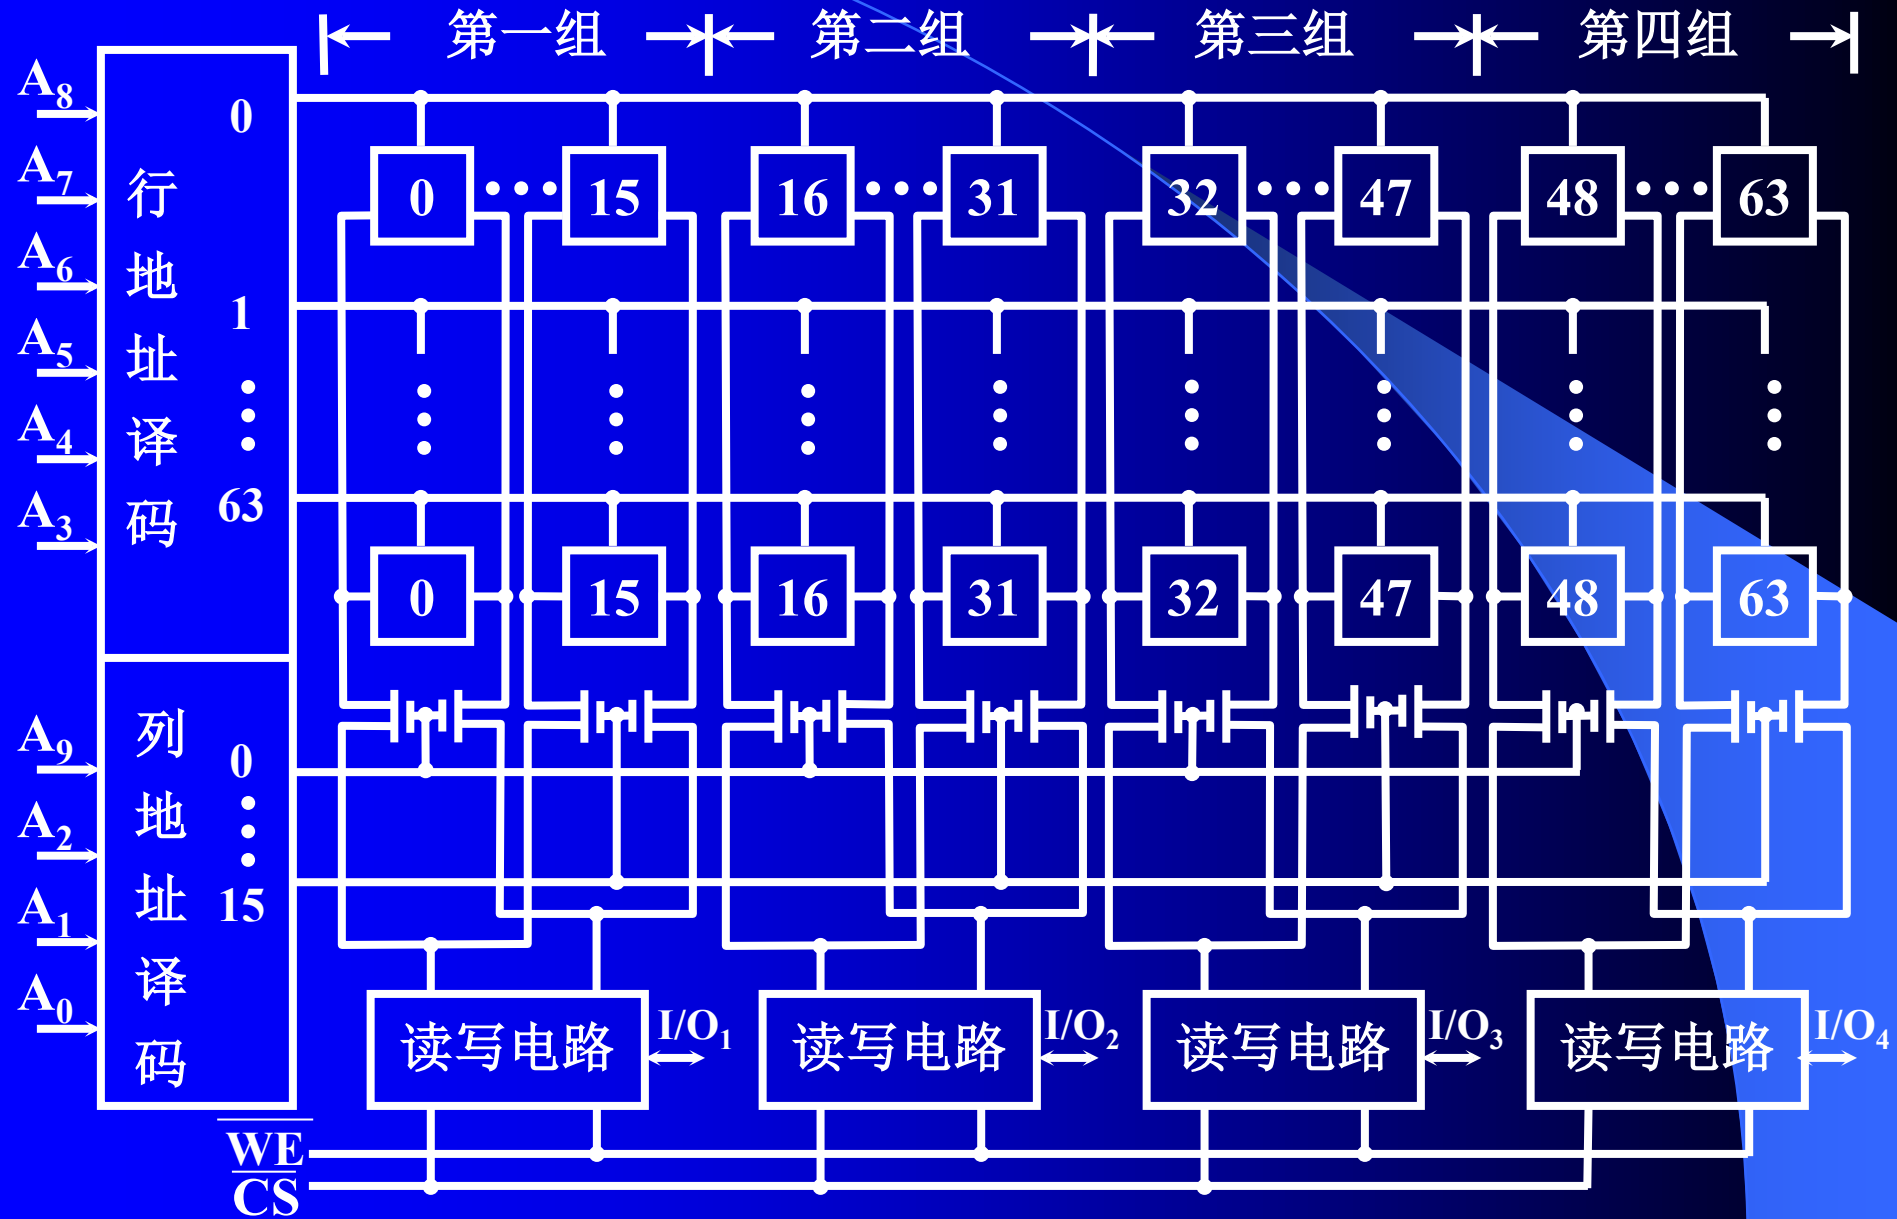 第一组 第二组 第三组 第四组
A8
A7
A6
A5
A4
A3
行地址译码
0
1
63
0 15 16 31 32 47 48 63
0 15 16 31 32 47 48 63
A9
A2
A1
A0
列地址译码
0
15
读写电路 I/O1 读写电路 I/O2 读写电路 I/O3 读写电路 I/O4
WE
CS